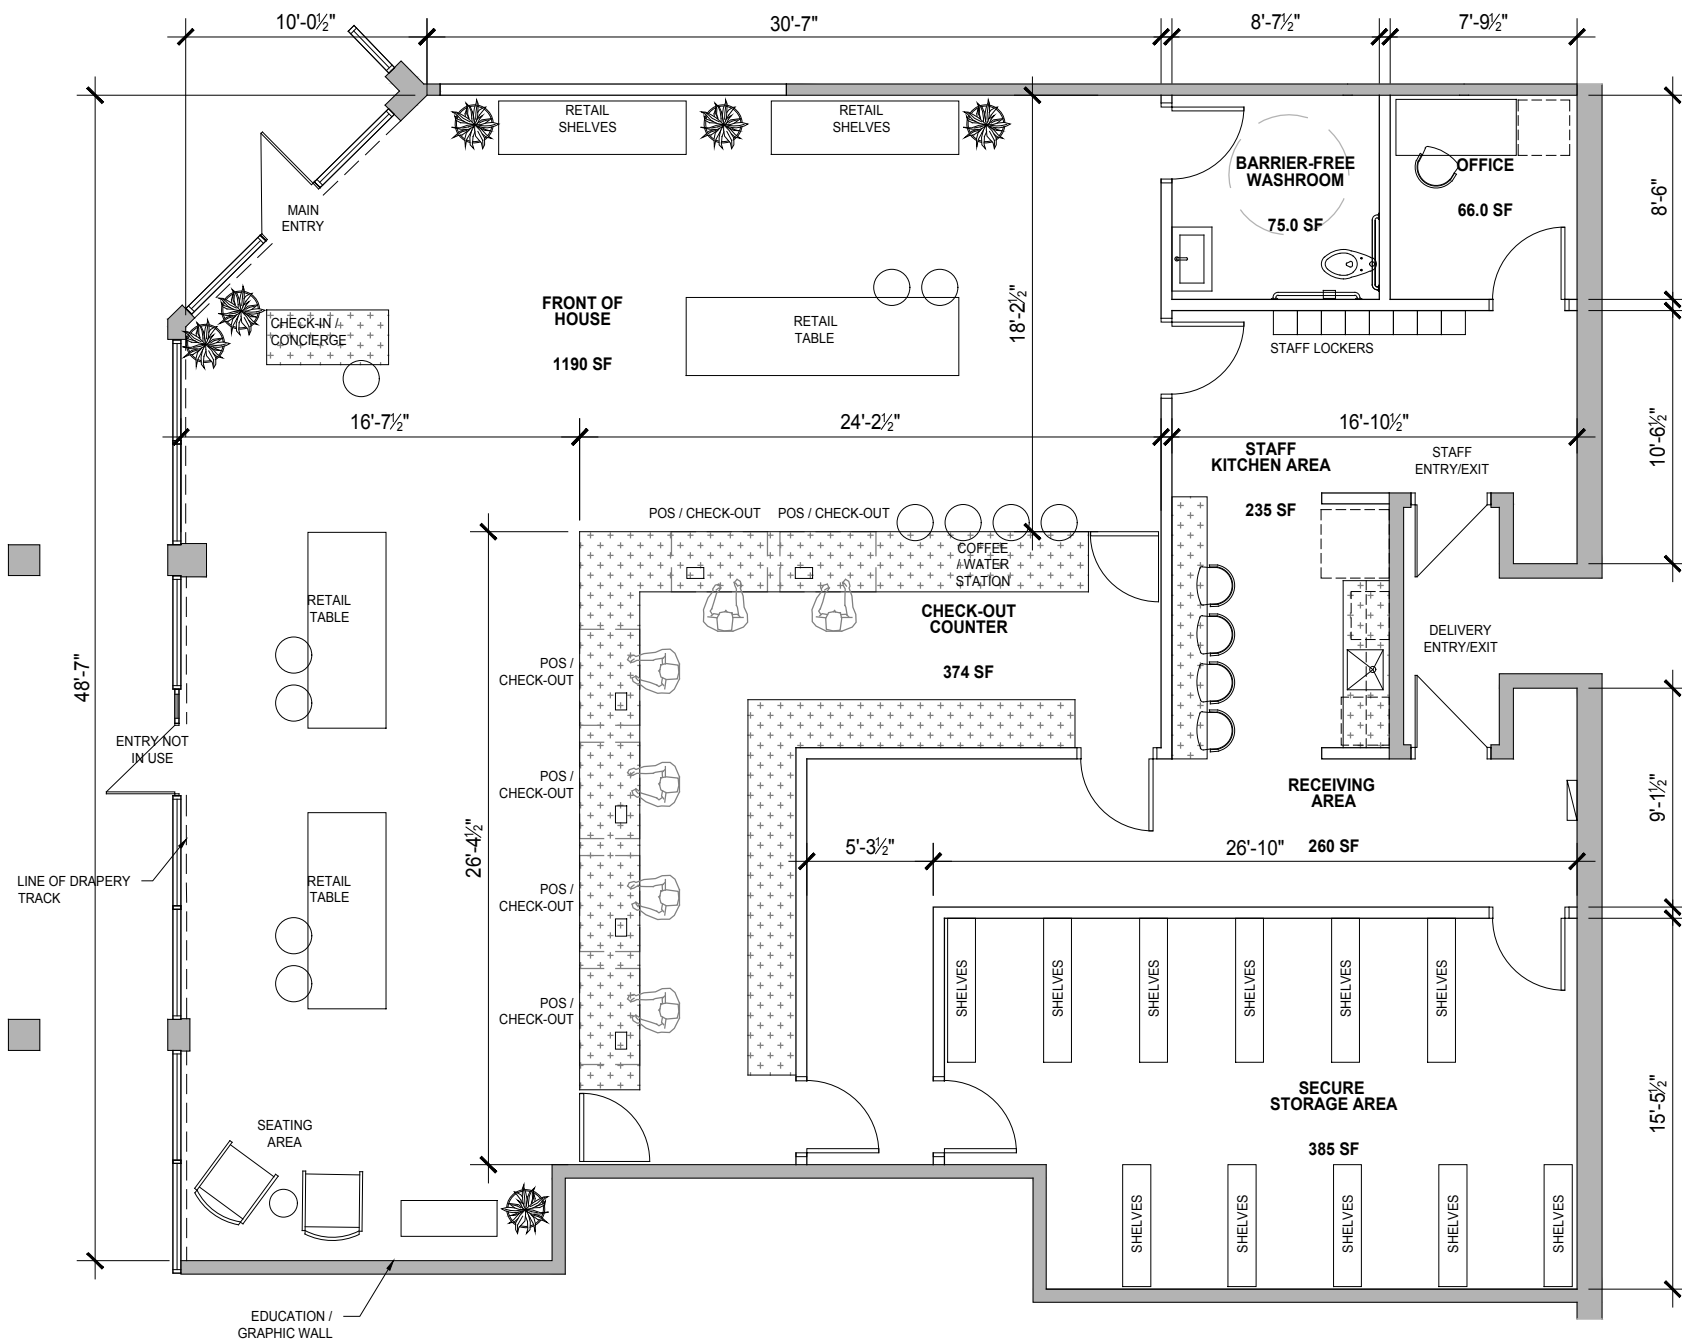 10'-0½"
30'-7"
8'-7½"
7'-9½"
RETAIL
SHELVES
RETAIL
SHELVES
BARRIER-FREE
WASHROOM
75.0 SF
OFFICE
66.0 SF
8'-6"
MAIN
ENTRY
FRONT OF
HOUSE
1190 SF
CHECK-IN /
CONCIERGE
RETAIL
TABLE
18'-2½"
STAFF LOCKERS
16'-7½"
24'-2½"
16'-10½"
10'-6½"
STAFF
KITCHEN AREA
235 SF
STAFF
ENTRY/EXIT
POS / CHECK-OUT
POS / CHECK-OUT
COFFEE
/ WATER
STATION
CHECK-OUT
COUNTER
374 SF
RETAIL
TABLE
DELIVERY
ENTRY/EXIT
48'-7"
POS /
CHECK-OUT
ENTRY NOT
IN USE
POS /
CHECK-OUT
RECEIVING
AREA
260 SF
9'-1½"
26'-4½"
5'-3½"
26'-10"
LINE OF DRAPERY
TRACK
RETAIL
TABLE
POS /
CHECK-OUT
SHELVES
SHELVES
SHELVES
SHELVES
SHELVES
SHELVES
POS /
CHECK-OUT
SECURE
STORAGE AREA
385 SF
15'-5½"
SEATING
AREA
SHELVES
SHELVES
SHELVES
SHELVES
SHELVES
EDUCATION /
GRAPHIC WALL